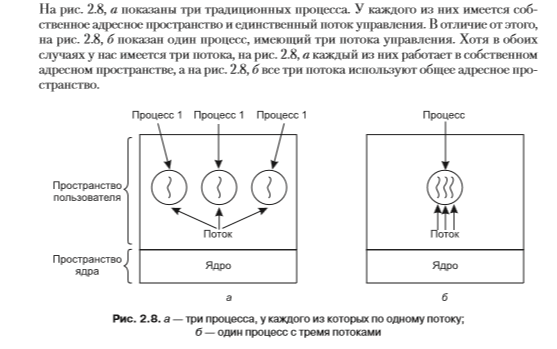 На рис. 2.8, а показаны три традиционных процесса. У каждого из них имеется соб-
ственное адресное пространство и единственный поток управления. В отличие от этого,
на рис. 2.8, б показан один процесс, имеющий три потока управления. Хотя в обоих
случаях у нас имеется три потока, на рис. 2.8, а каждый из них работает в собственном
адресном пространстве, а на рис. 2.8, б все три потока используют общее адресное про-
странство.
Процесс 1 Процесс 1 Процесс 1
Процесс
Пространство
пользователя
Поток
Поток
Пространство
ядра
Ядро
Ядро
а
б
Рис. 2.8. а — три процесса, у каждого из которых по одному потоку;
б — один процесс с тремя потоками